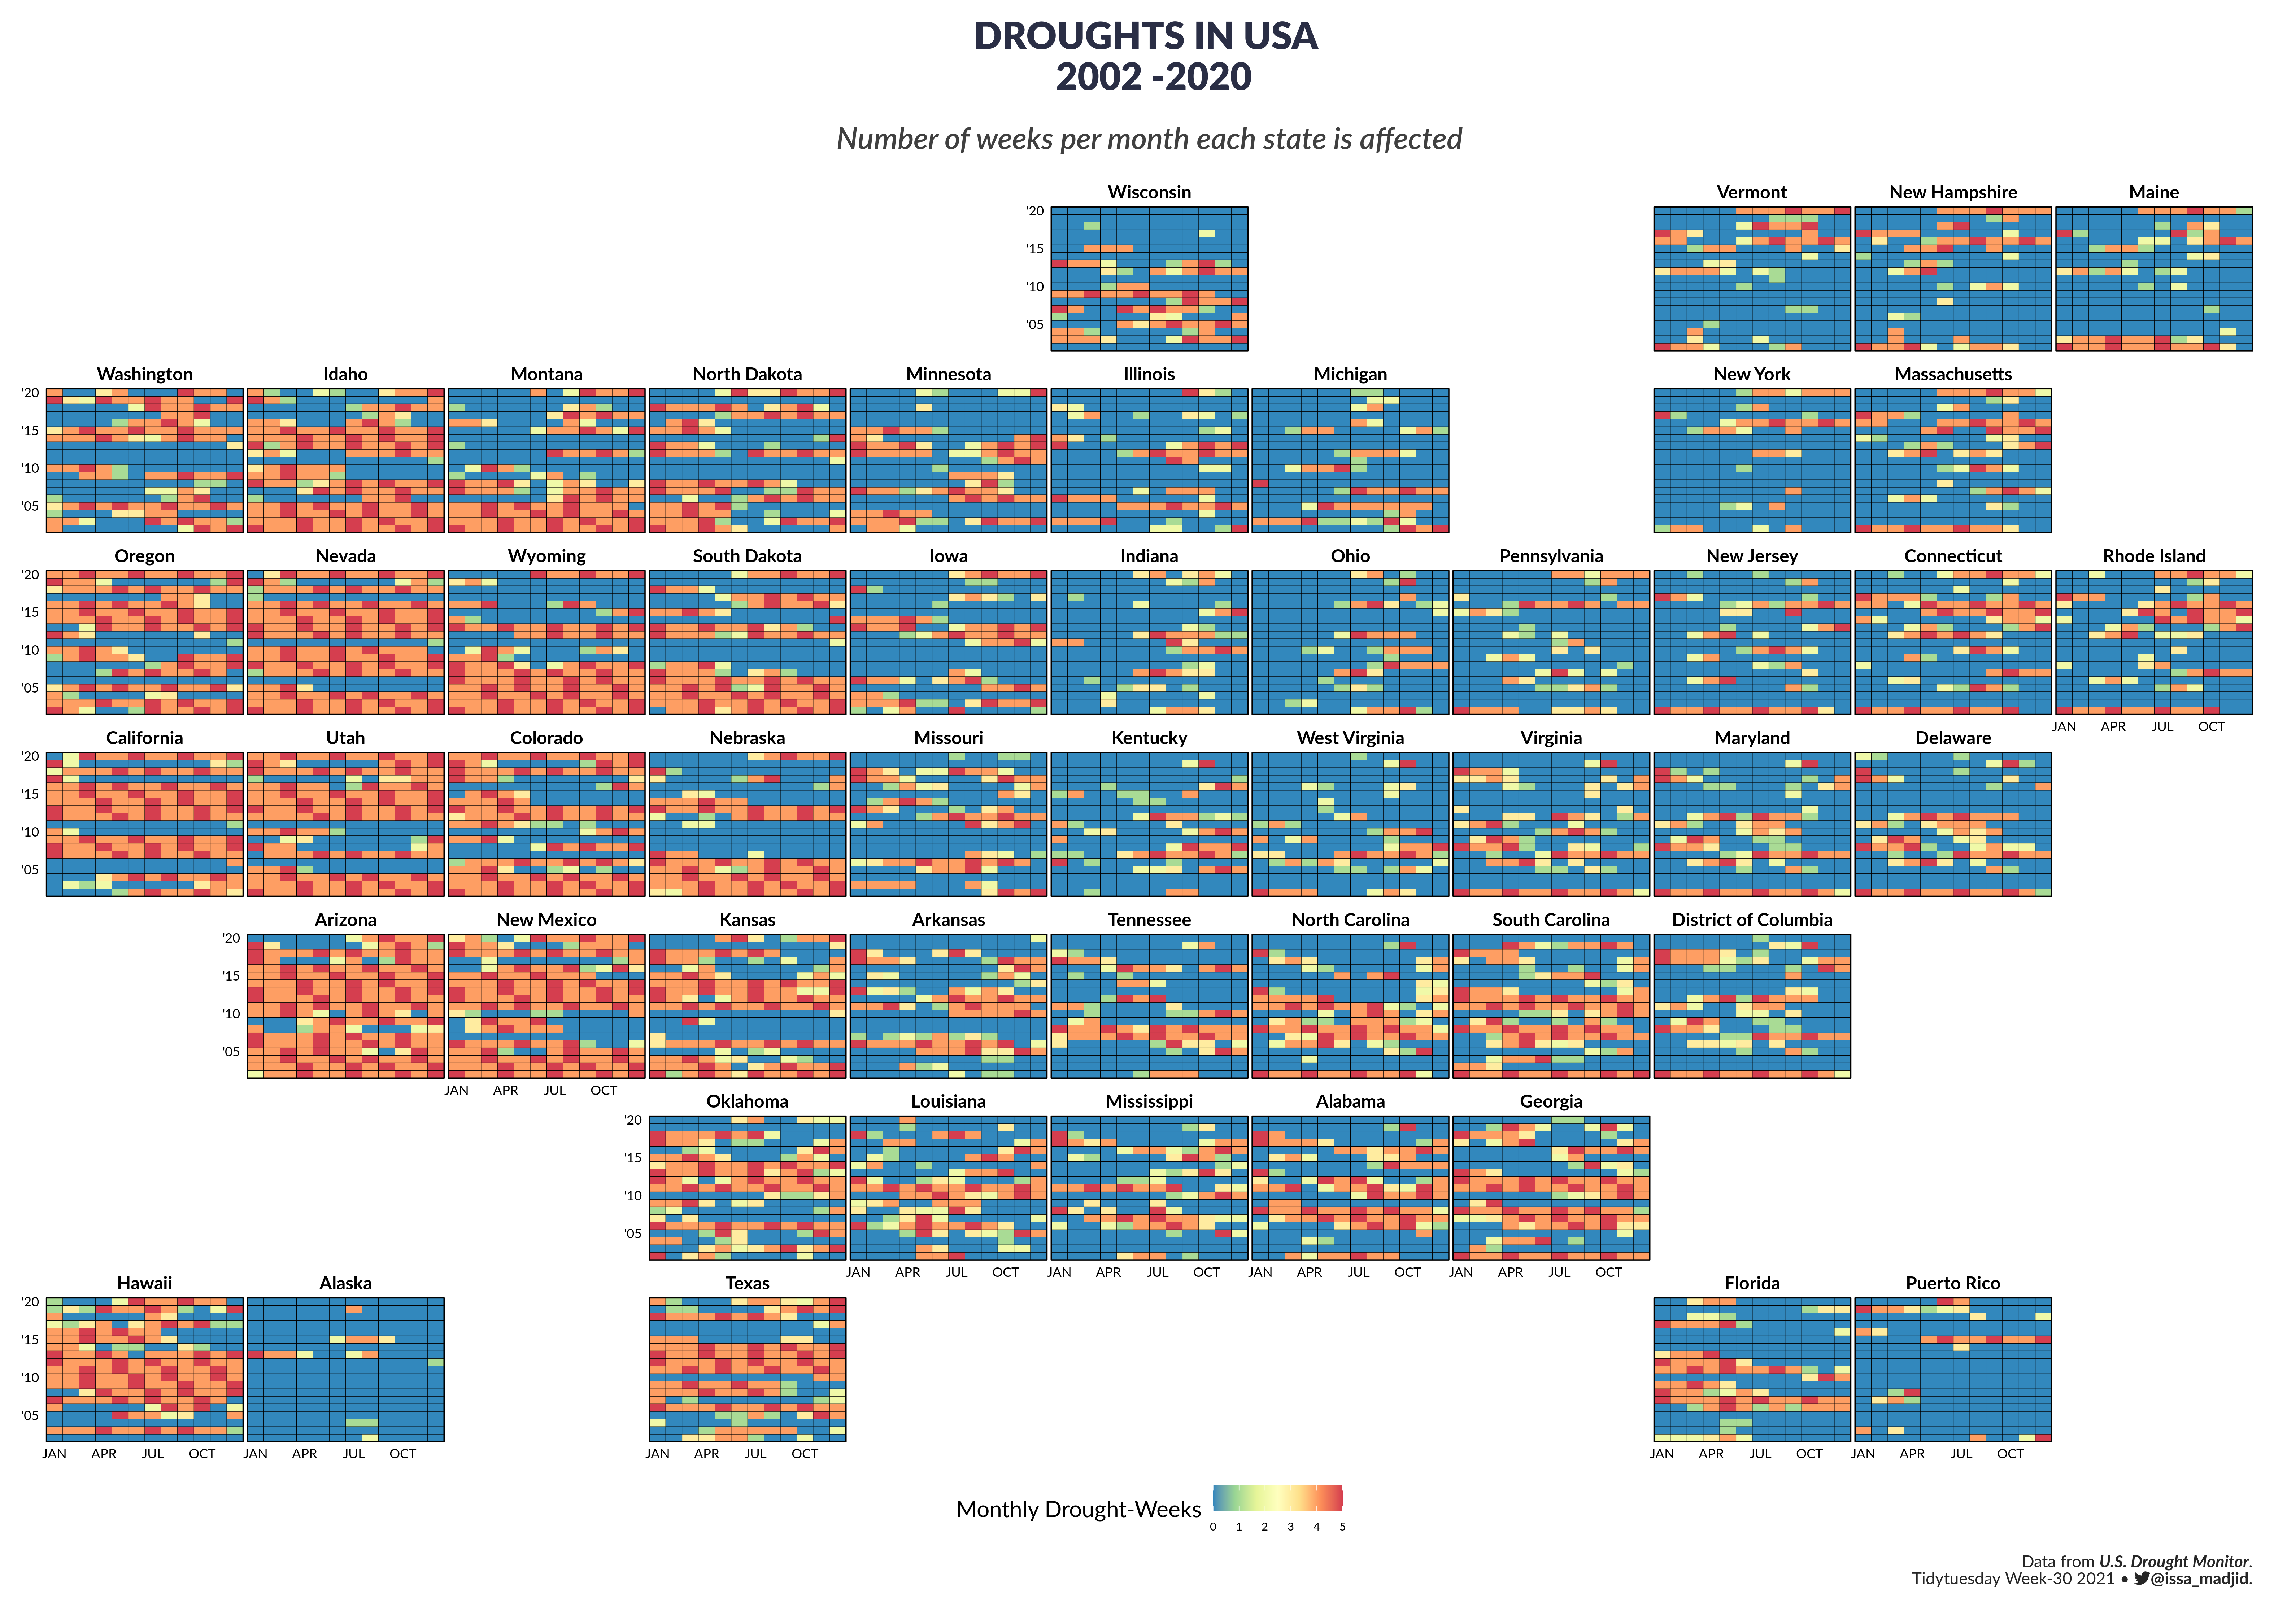 DROUGHTS IN USA
2002 -2020
Number of weeks per month each state is affected
Wisconsin
Vermont
New Hampshire
Maine
'20
'15
'10
'05
Washington
Idaho
Montana
North Dakota
Minnesota
Illinois
Michigan
New York
Massachusetts
'20
'15
'10
'05
Oregon
Nevada
Wyoming
South Dakota
Iowa
Indiana
Ohio
Pennsylvania
New Jersey
Connecticut
Rhode Island
'20
'15
'10
'05
JAN APR JUL OCT
California
Utah
Colorado
Nebraska
Missouri
Kentucky
West Virginia
Virginia
Maryland
Delaware
'20
'15
'10
'05
Arizona
New Mexico
Kansas
Arkansas
Tennessee
North Carolina
South Carolina
District of Columbia
'20
'15
'10
'05
JAN APR JUL OCT
Oklahoma
Louisiana
Mississippi
Alabama
Georgia
'20
'15
'10
'05
JAN APR JUL OCT
JAN APR JUL OCT
JAN APR JUL OCT
JAN APR JUL OCT
Hawaii
Alaska
Texas
Florida
Puerto Rico
'20
'15
'10
'05
JAN APR JUL OCT
JAN APR JUL OCT
JAN APR JUL OCT
JAN APR JUL OCT
JAN APR JUL OCT
Monthly Drought-Weeks
0 1 2 3 4 5
Data from U.S. Drought Monitor.
Tidytuesday Week-30 2021 • @issa_madjid.